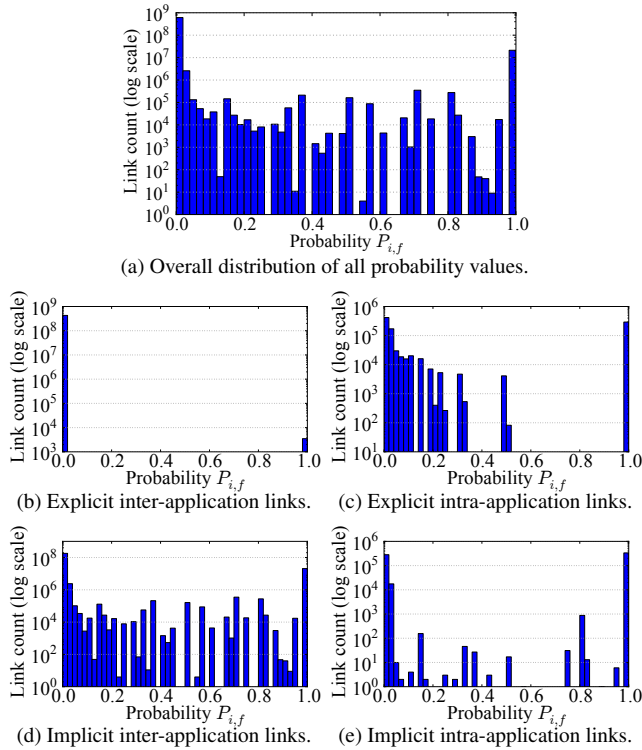 Link count (log scale)
10^9
10^8
10^7
10^6
10^5
10^4
10^3
10^2
10^1
10^0
0.0 0.2 0.4 0.6 0.8 1.0
Probability P_{i,f}
(a) Overall distribution of all probability values.
Link count (log scale)
10^9
10^8
10^7
10^6
10^5
10^4
10^3
0.0 0.2 0.4 0.6 0.8 1.0
Probability P_{i,f}
(b) Explicit inter-application links.
Link count (log scale)
10^6
10^5
10^4
10^3
10^2
10^1
0.0 0.2 0.4 0.6 0.8 1.0
Probability P_{i,f}
(c) Explicit intra-application links.
Link count (log scale)
10^8
10^6
10^4
10^2
10^0
0.0 0.2 0.4 0.6 0.8 1.0
Probability P_{i,f}
(d) Implicit inter-application links.
Link count (log scale)
10^6
10^5
10^4
10^3
10^2
10^1
10^0
0.0 0.2 0.4 0.6 0.8 1.0
Probability P_{i,f}
(e) Implicit intra-application links.